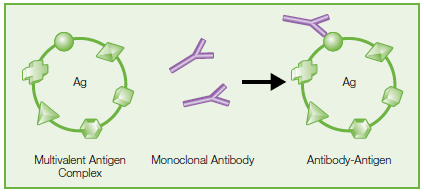 Ag
Ag
Multivalent Antigen
Complex
Monoclonal Antibody
Antibody-Antigen